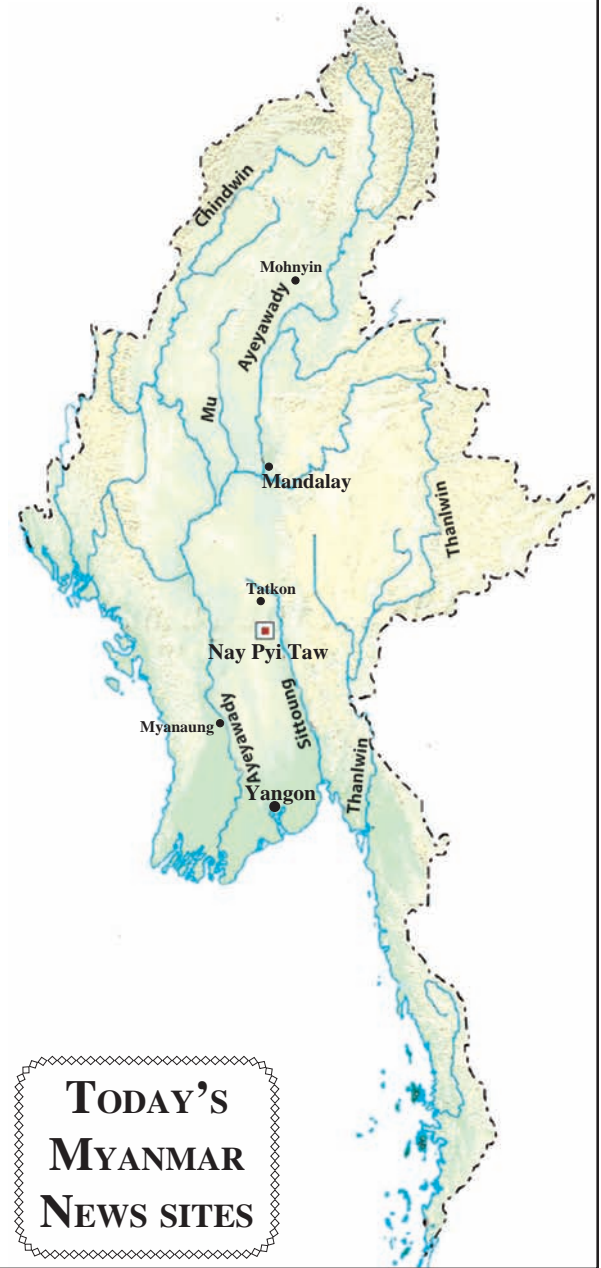 Chindwin
Mohnyin
Ayeyawady
Mu
Mandalay
Thanlwin
Tatkon
Nay Pyi Taw
Sittoung
Myanaung
Ayeyawady
Thanlwin
Yangon
TODAY'S
MYANMAR
NEWS SITES